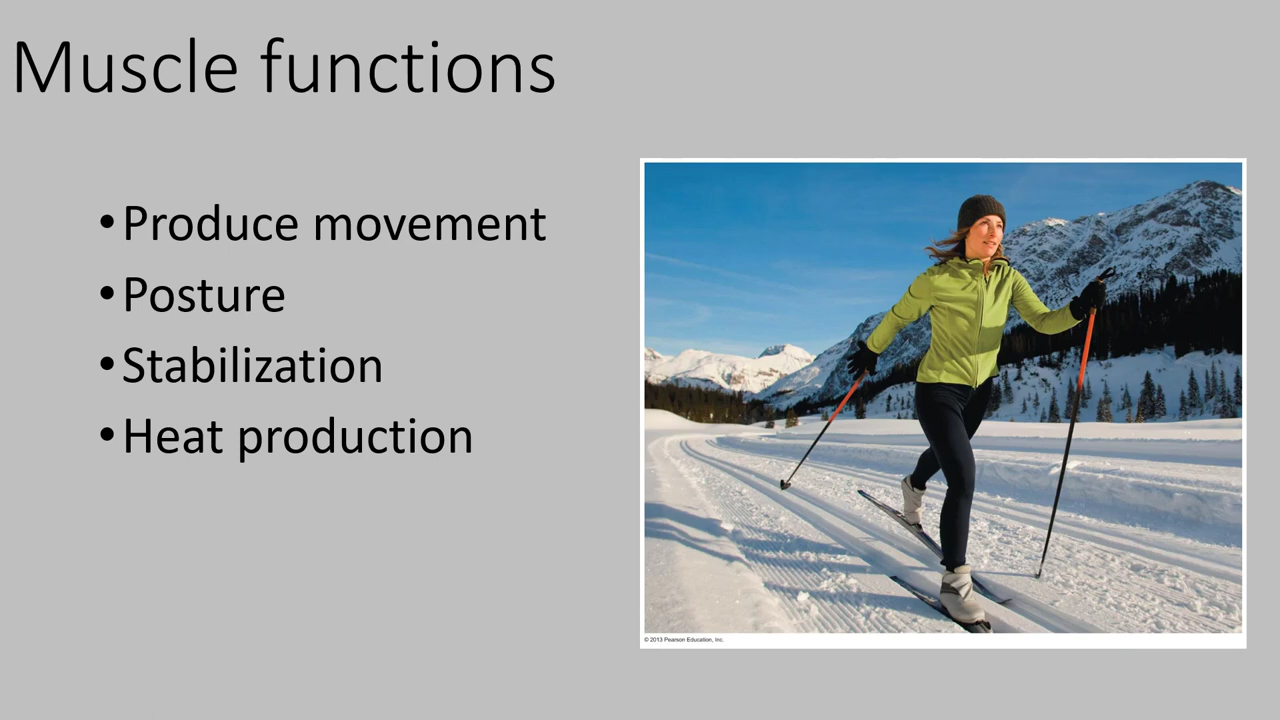 Muscle functions
•Produce movement
•Posture
•Stabilization
•Heat production
© 2013 Pearson Education, Inc.